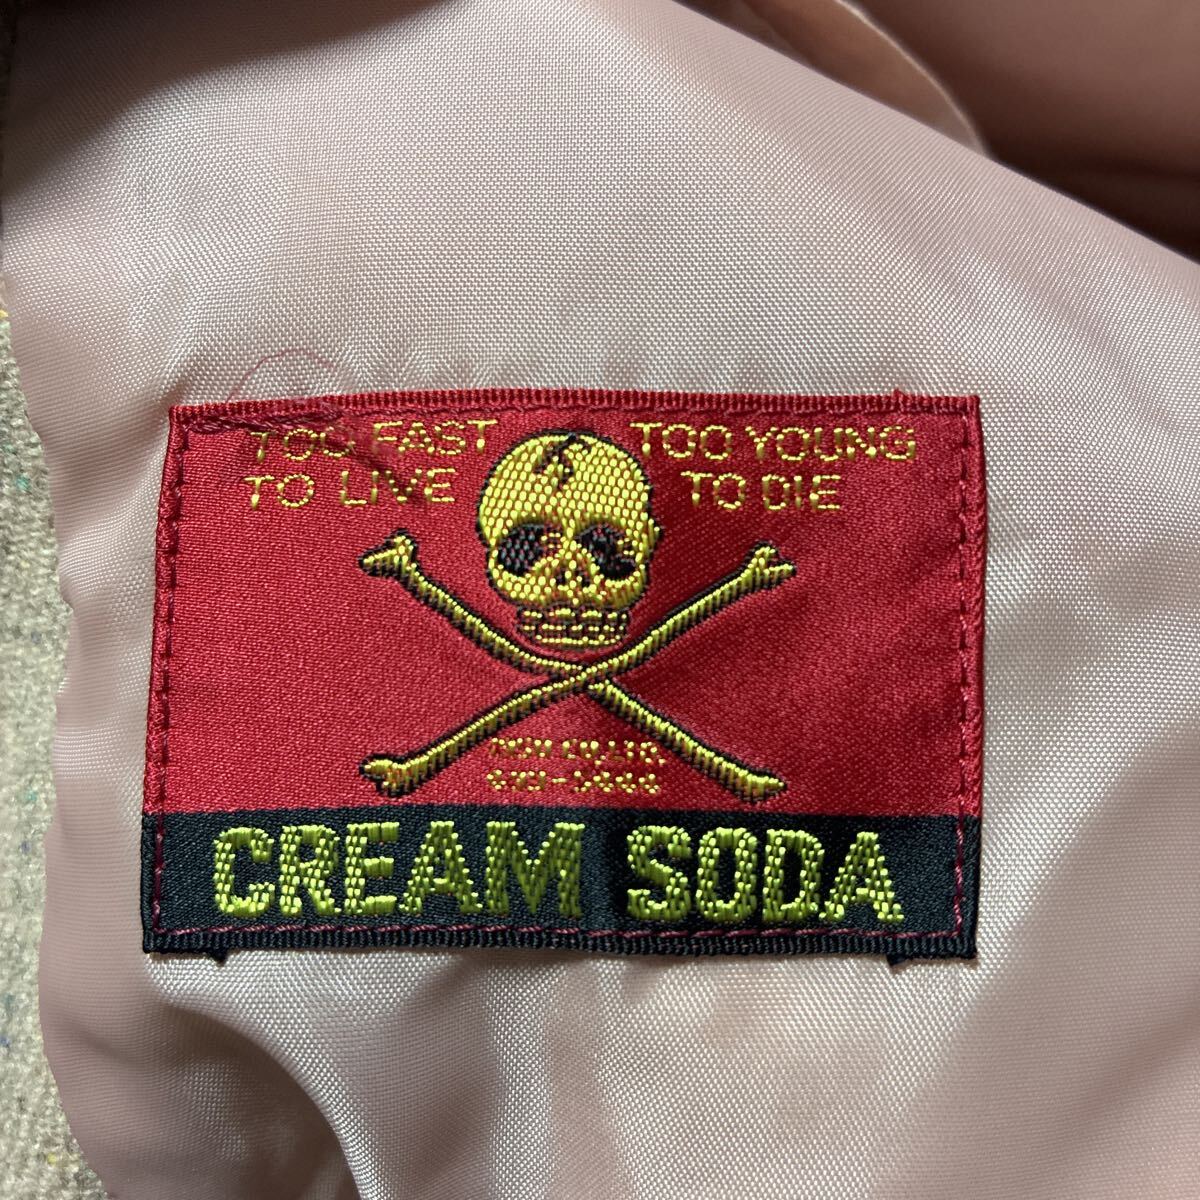 TOO FAST
TO LIVE
TOO YOUNG
TO DIE
CREAM SODA